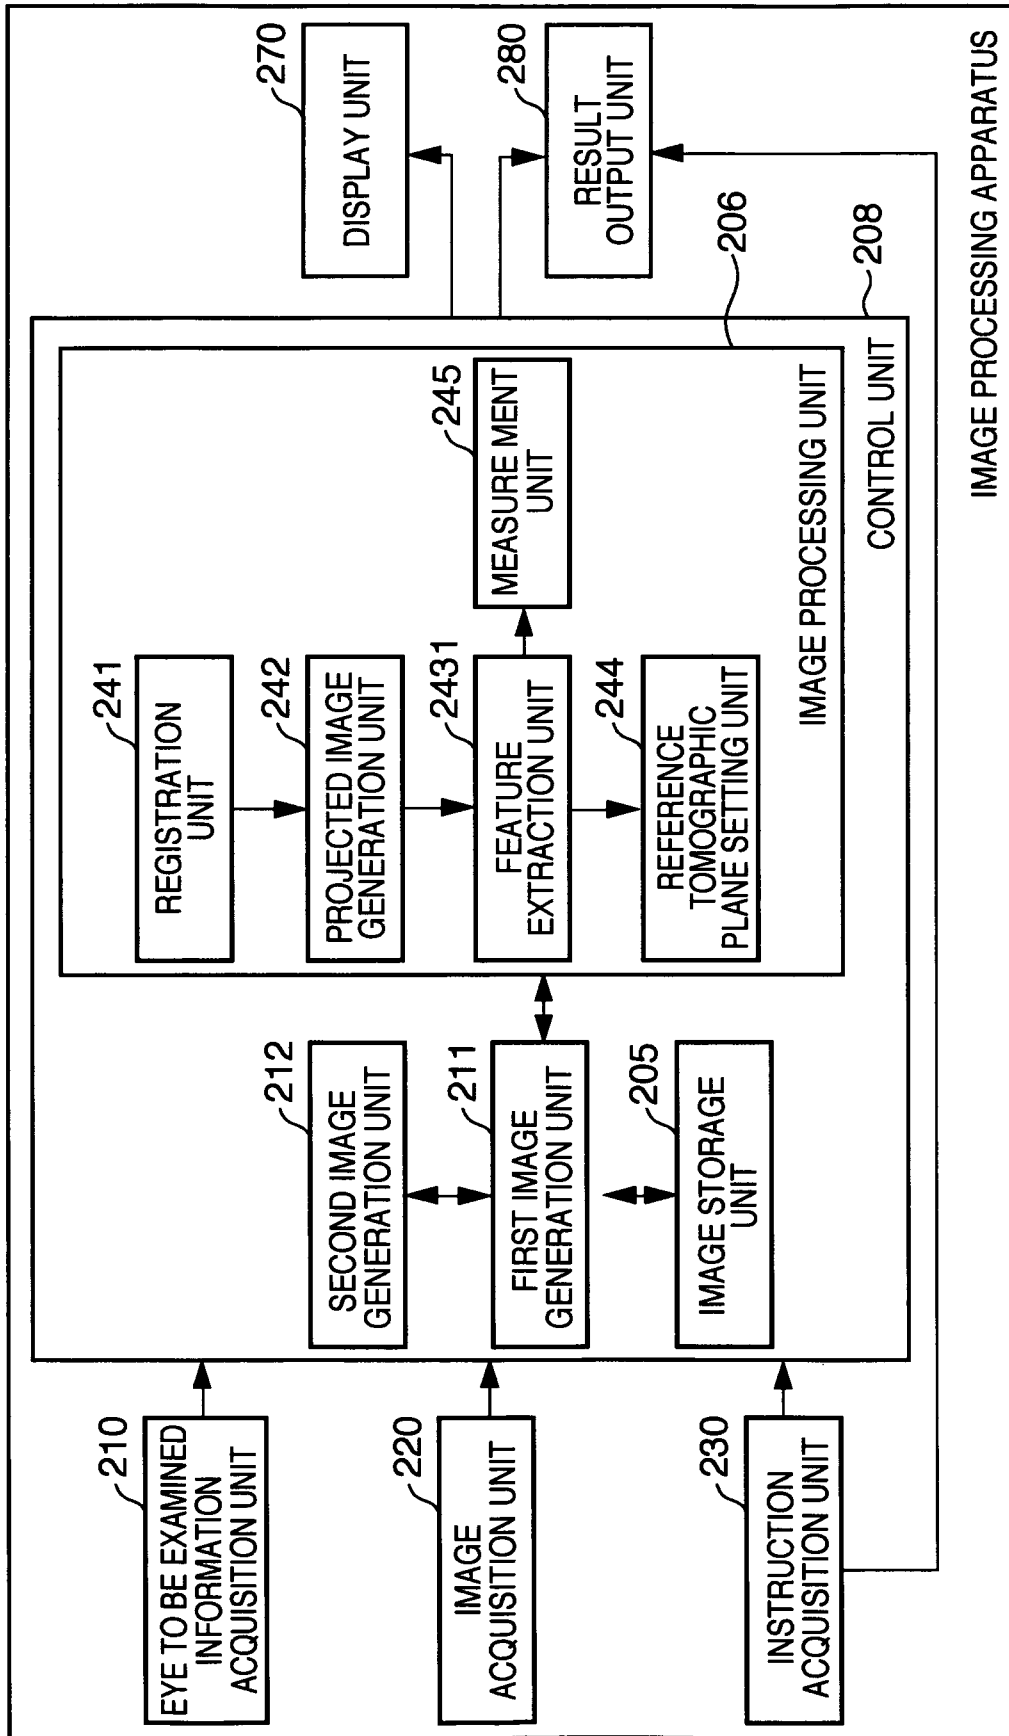 210
EYE TO BE EXAMINED
INFORMATION
ACQUISITION UNIT
220
IMAGE
ACQUISITION UNIT
230
INSTRUCTION
ACQUISITION UNIT
212
SECOND IMAGE
GENERATION UNIT
211
FIRST IMAGE
GENERATION UNIT
205
IMAGE STORAGE
UNIT
241
REGISTRATION
UNIT
242
PROJECTED IMAGE
GENERATION UNIT
2431
FEATURE
EXTRACTION UNIT
244
REFERENCE
TOMOGRAPHIC
PLANE SETTING UNIT
245
MEASURE MENT
UNIT
IMAGE PROCESSING UNIT
206
CONTROL UNIT
208
270
DISPLAY UNIT
280
RESULT
OUTPUT UNIT
IMAGE PROCESSING APPARATUS